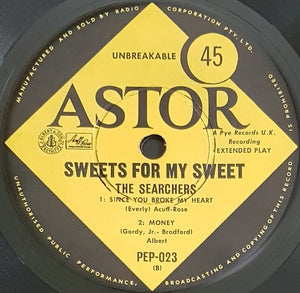 MANUFACTURED AND SOLD BY RADIO CORPORATION PTY. LTD.
UNBREAKABLE
45
ASTOR
A Pye Records U.K.
Recording
EXTENDED PLAY
SWEETS FOR MY SWEET
THE SEARCHERS
1: SINCE YOU BROKE MY HEART
(Everly) Acuff-Rose
2: MONEY
(Gordy, Jr.- Bradford)
Albert
PEP-023
(B)
UNAUTHORISED PUBLIC PERFORMANCE, BROADCASTING AND COPYING OF THIS RECORD IS PROHIBITED